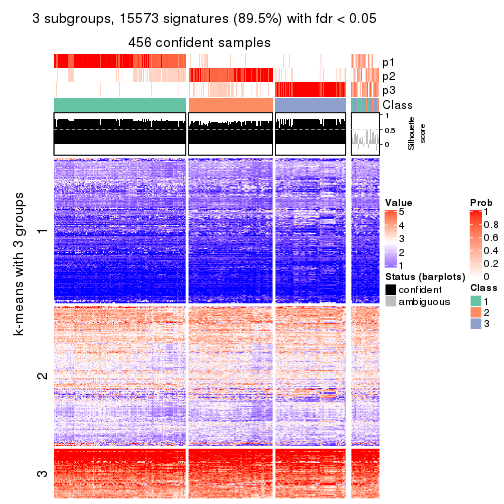 3 subgroups, 15573 signatures (89.5%) with fdr < 0.05
456 confident samples
p1
p2
p3
Class
1
0.5
0
Silhouette
score
k-means with 3 groups
1
2
3
Value
5
4
3
2
1
Status (barplots)
confident
ambiguous
Prob
1
0.8
0.6
0.4
0.2
0
Class
1
2
3